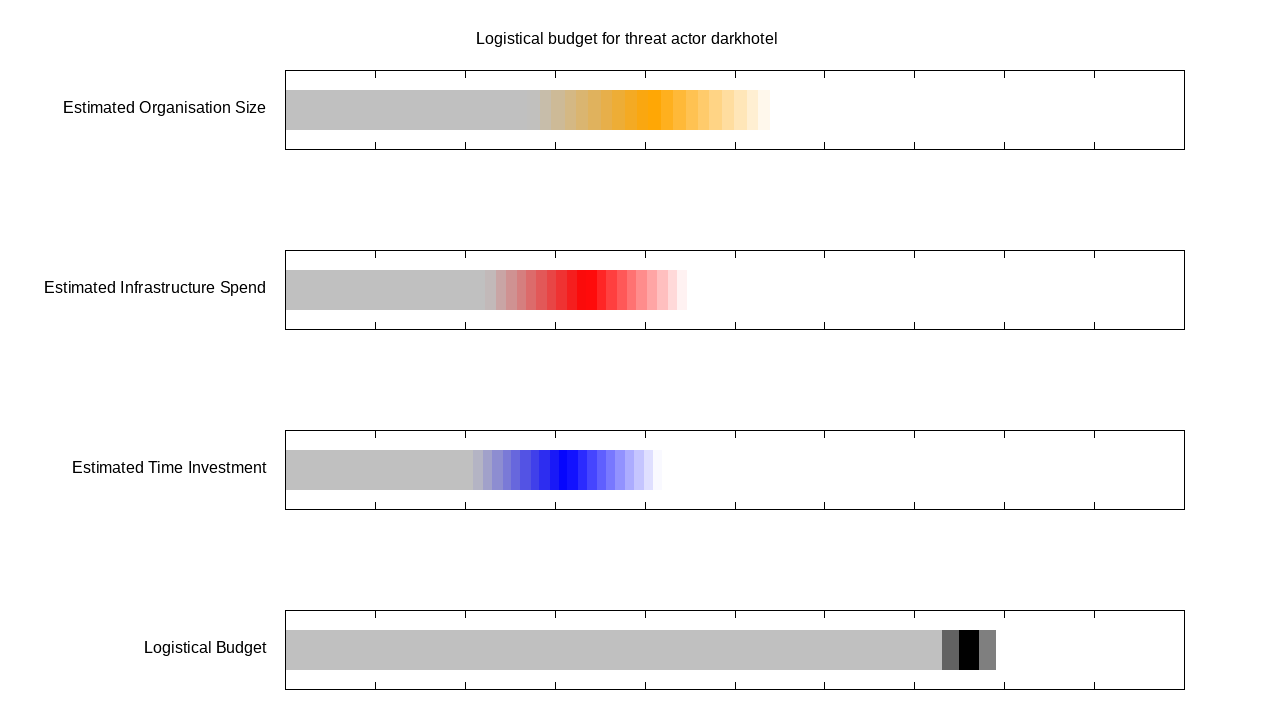 Logistical budget for threat actor darkhotel
Estimated Organisation Size
Estimated Infrastructure Spend
Estimated Time Investment
Logistical Budget